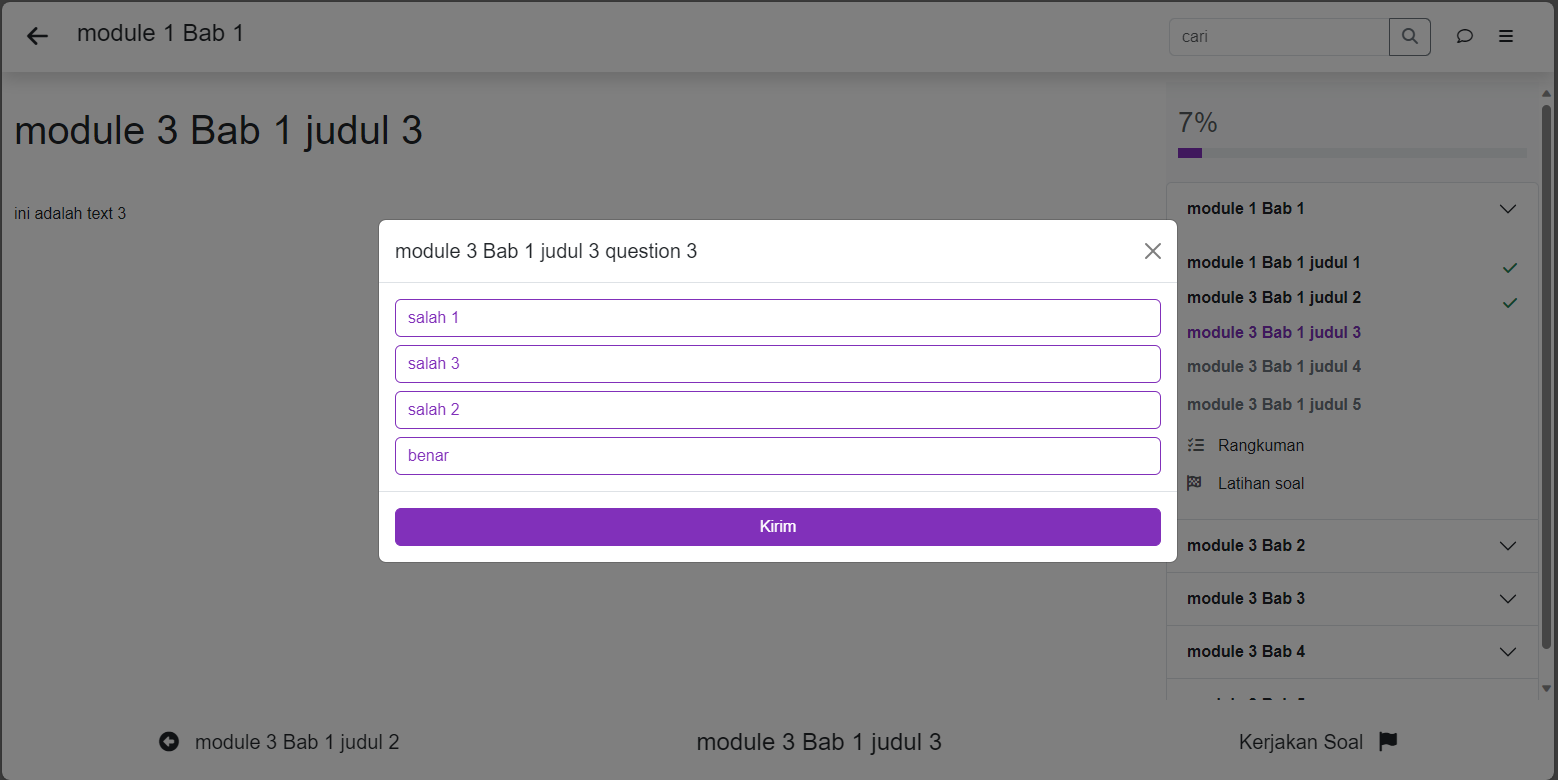 module 1 Bab 1
cari
module 3 Bab 1 judul 3
ini adalah text 3
module 3 Bab 1 judul 3 question 3
salah 1
salah 3
salah 2
benar
Kirim
7%
module 1 Bab 1
module 1 Bab 1 judul 1
module 3 Bab 1 judul 2
module 3 Bab 1 judul 3
module 3 Bab 1 judul 4
module 3 Bab 1 judul 5
Rangkuman
Latihan soal
module 3 Bab 2
module 3 Bab 3
module 3 Bab 4
module 3 Bab 1 judul 2
module 3 Bab 1 judul 3
Kerjakan Soal